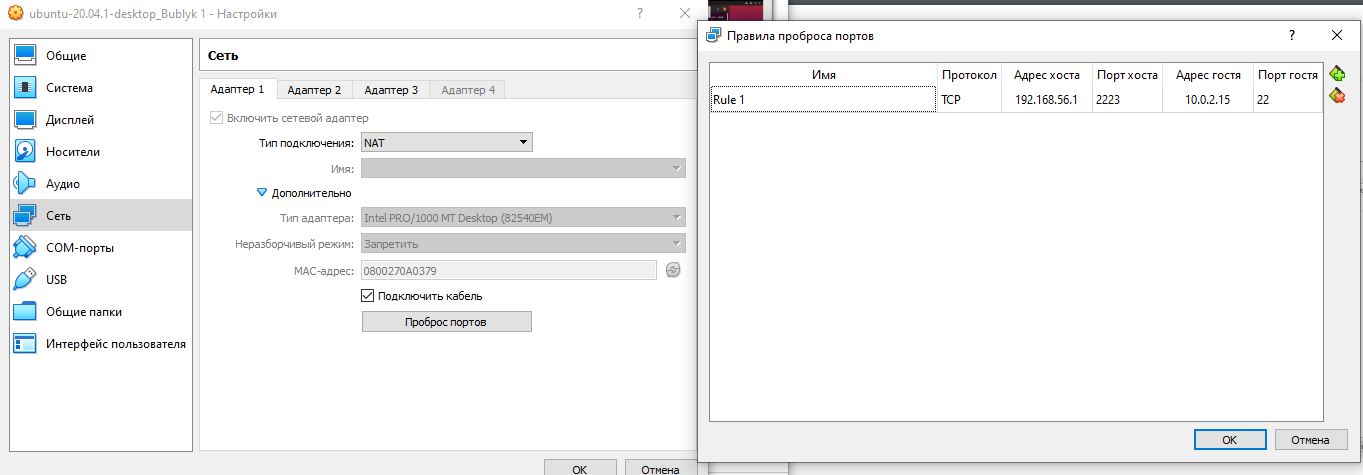 ubuntu-20.04.1-desktop_Bublyk 1 - Настройки
?
Общие
Система
Дисплей
Носители
Аудио
Сеть
COM-порты
USB
Общие папки
Интерфейс пользователя
Сеть
Адаптер 1 Адаптер 2 Адаптер 3 Адаптер 4
Включить сетевой адаптер
Тип подключения: NAT
Имя:
Дополнительно
Тип адаптера: Intel PRO/1000 MT Desktop (82540EM)
Неразборчивый режим: Запретить
MAC-адрес: 0800270A0379
Подключить кабель
Проброс портов
OK Отмена
Правила проброса портов
?
Имя Протокол Адрес хоста Порт хоста Адрес гостя Порт гостя
Rule 1 TCP 192.168.56.1 2223 10.0.2.15 22
OK Отмена